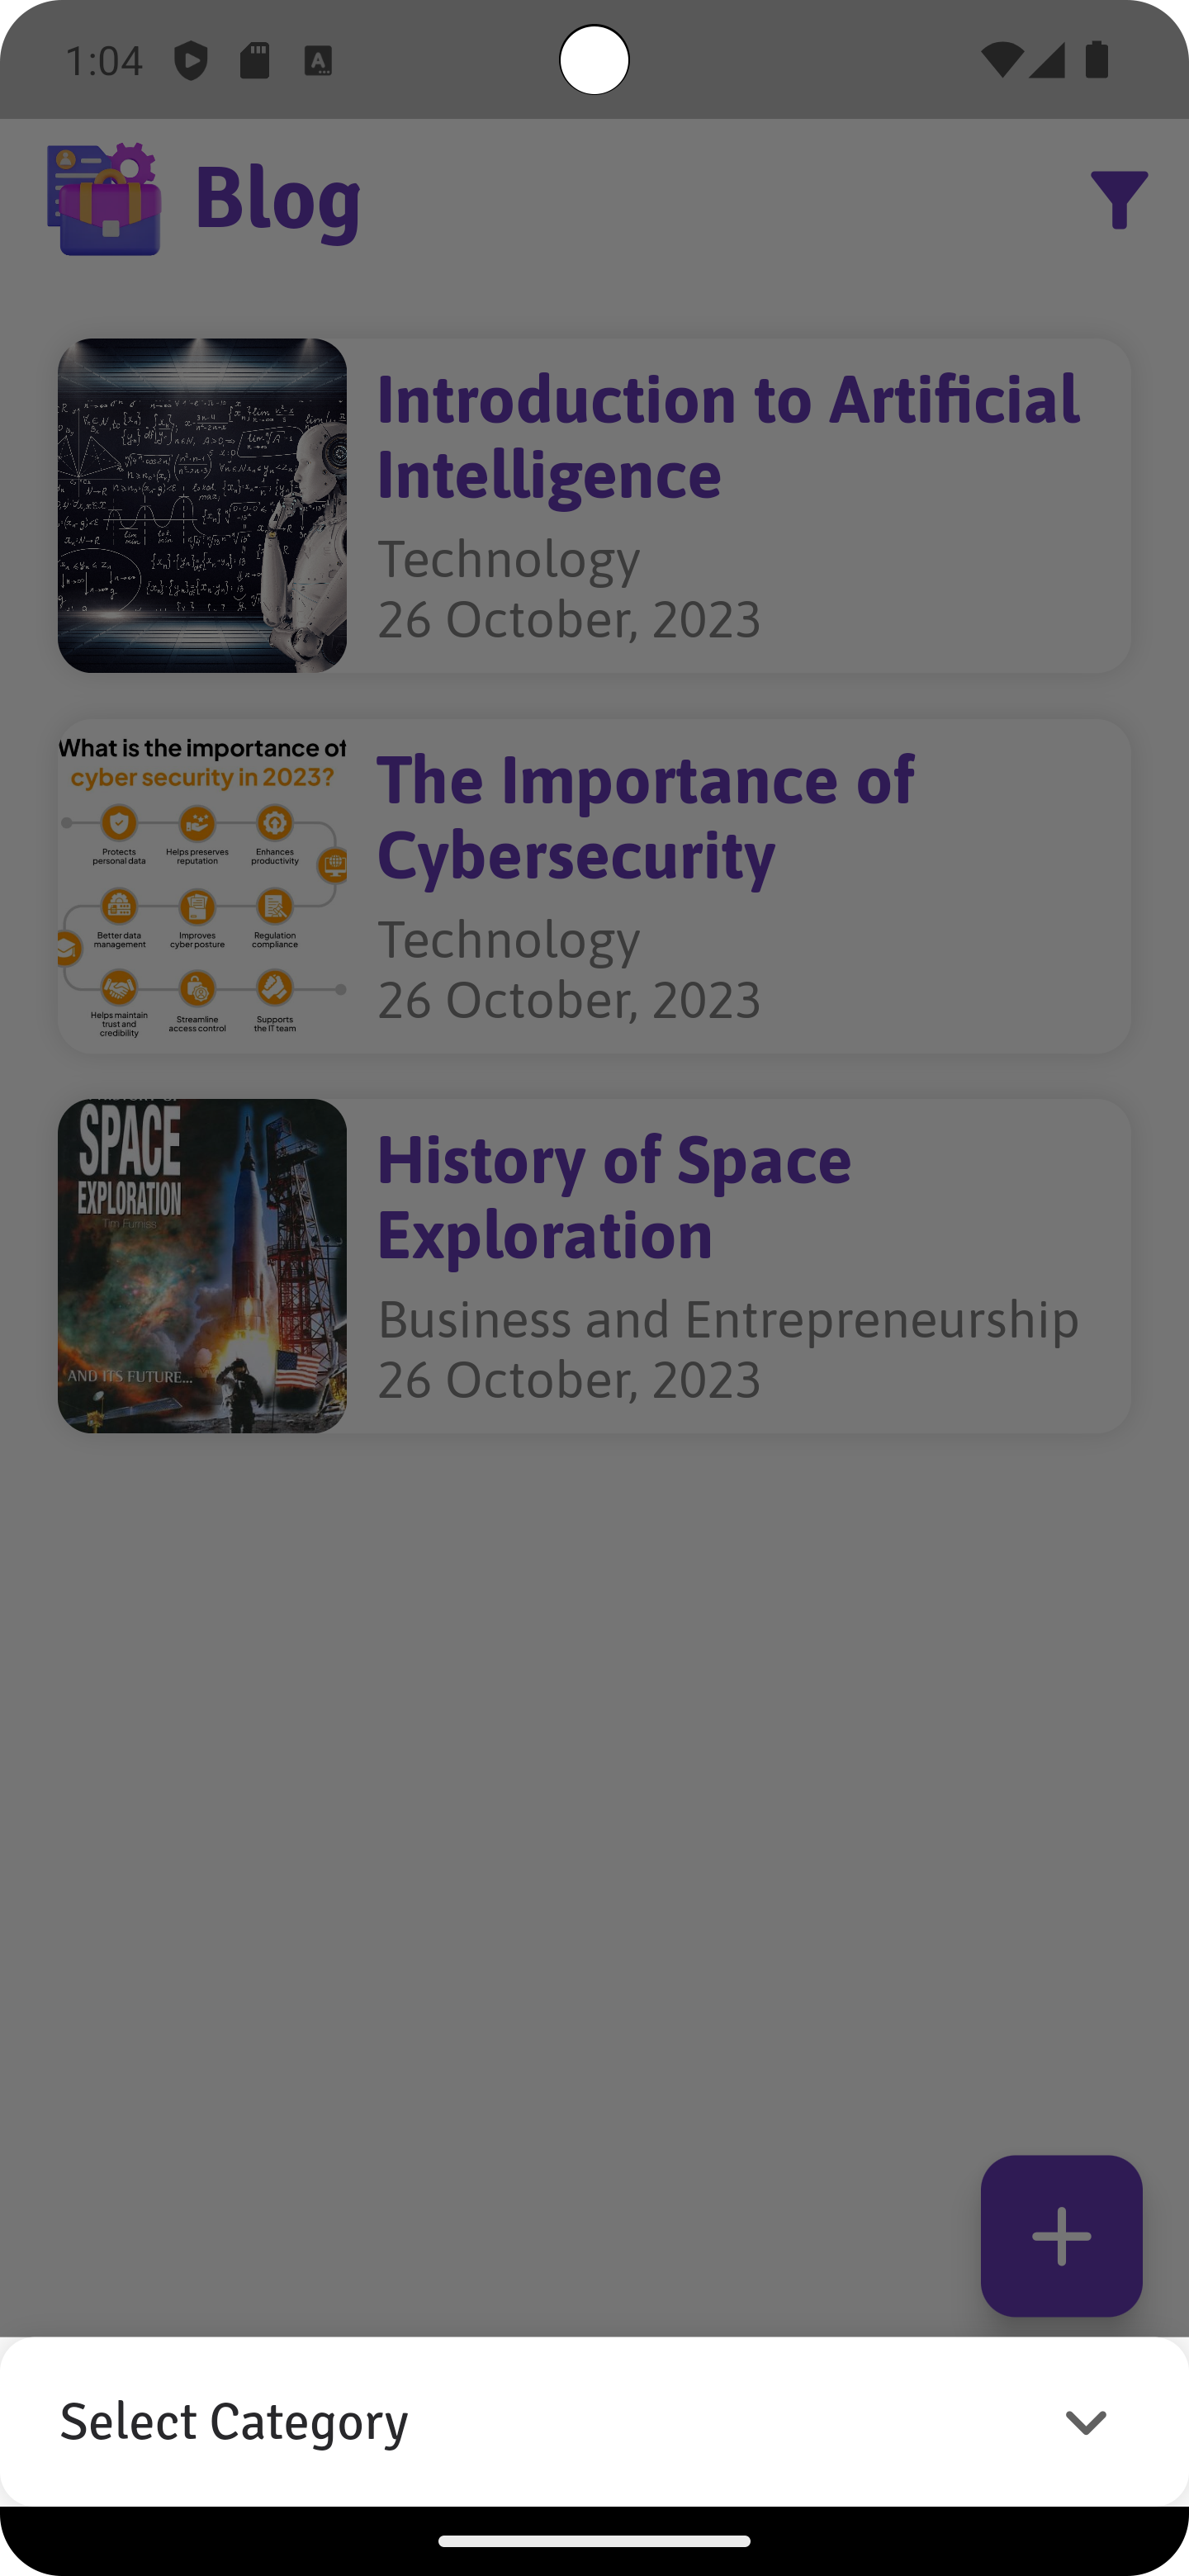 1:04
Blog
Introduction to Artificial
Intelligence
Technology
26 October, 2023
What is the importance of
cyber security in 2023?
Protects
personal data
Helps preserves
reputation
Enhances
productivity
Better data
management
Improves
cyber posture
Regulation
compliance
Helps maintain
trust and
credibility
Streamline
access control
Supports
the IT team
The Importance of
Cybersecurity
Technology
26 October, 2023
SPACE
EXPLORATION
Tim Furniss
AND ITS FUTURE...
History of Space
Exploration
Business and Entrepreneurship
26 October, 2023
Select Category